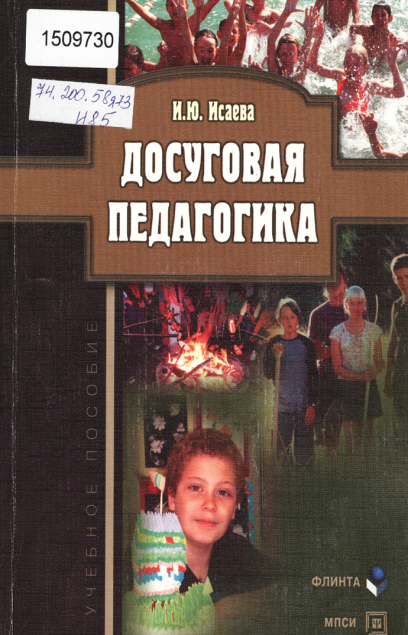 1509730
74.200.58я73
И85
И.Ю. Исаева
ДОСУГОВАЯ
ПЕДАГОГИКА
УЧЕБНОЕ ПОСОБИЕ
ФЛИНТА
МПСИ